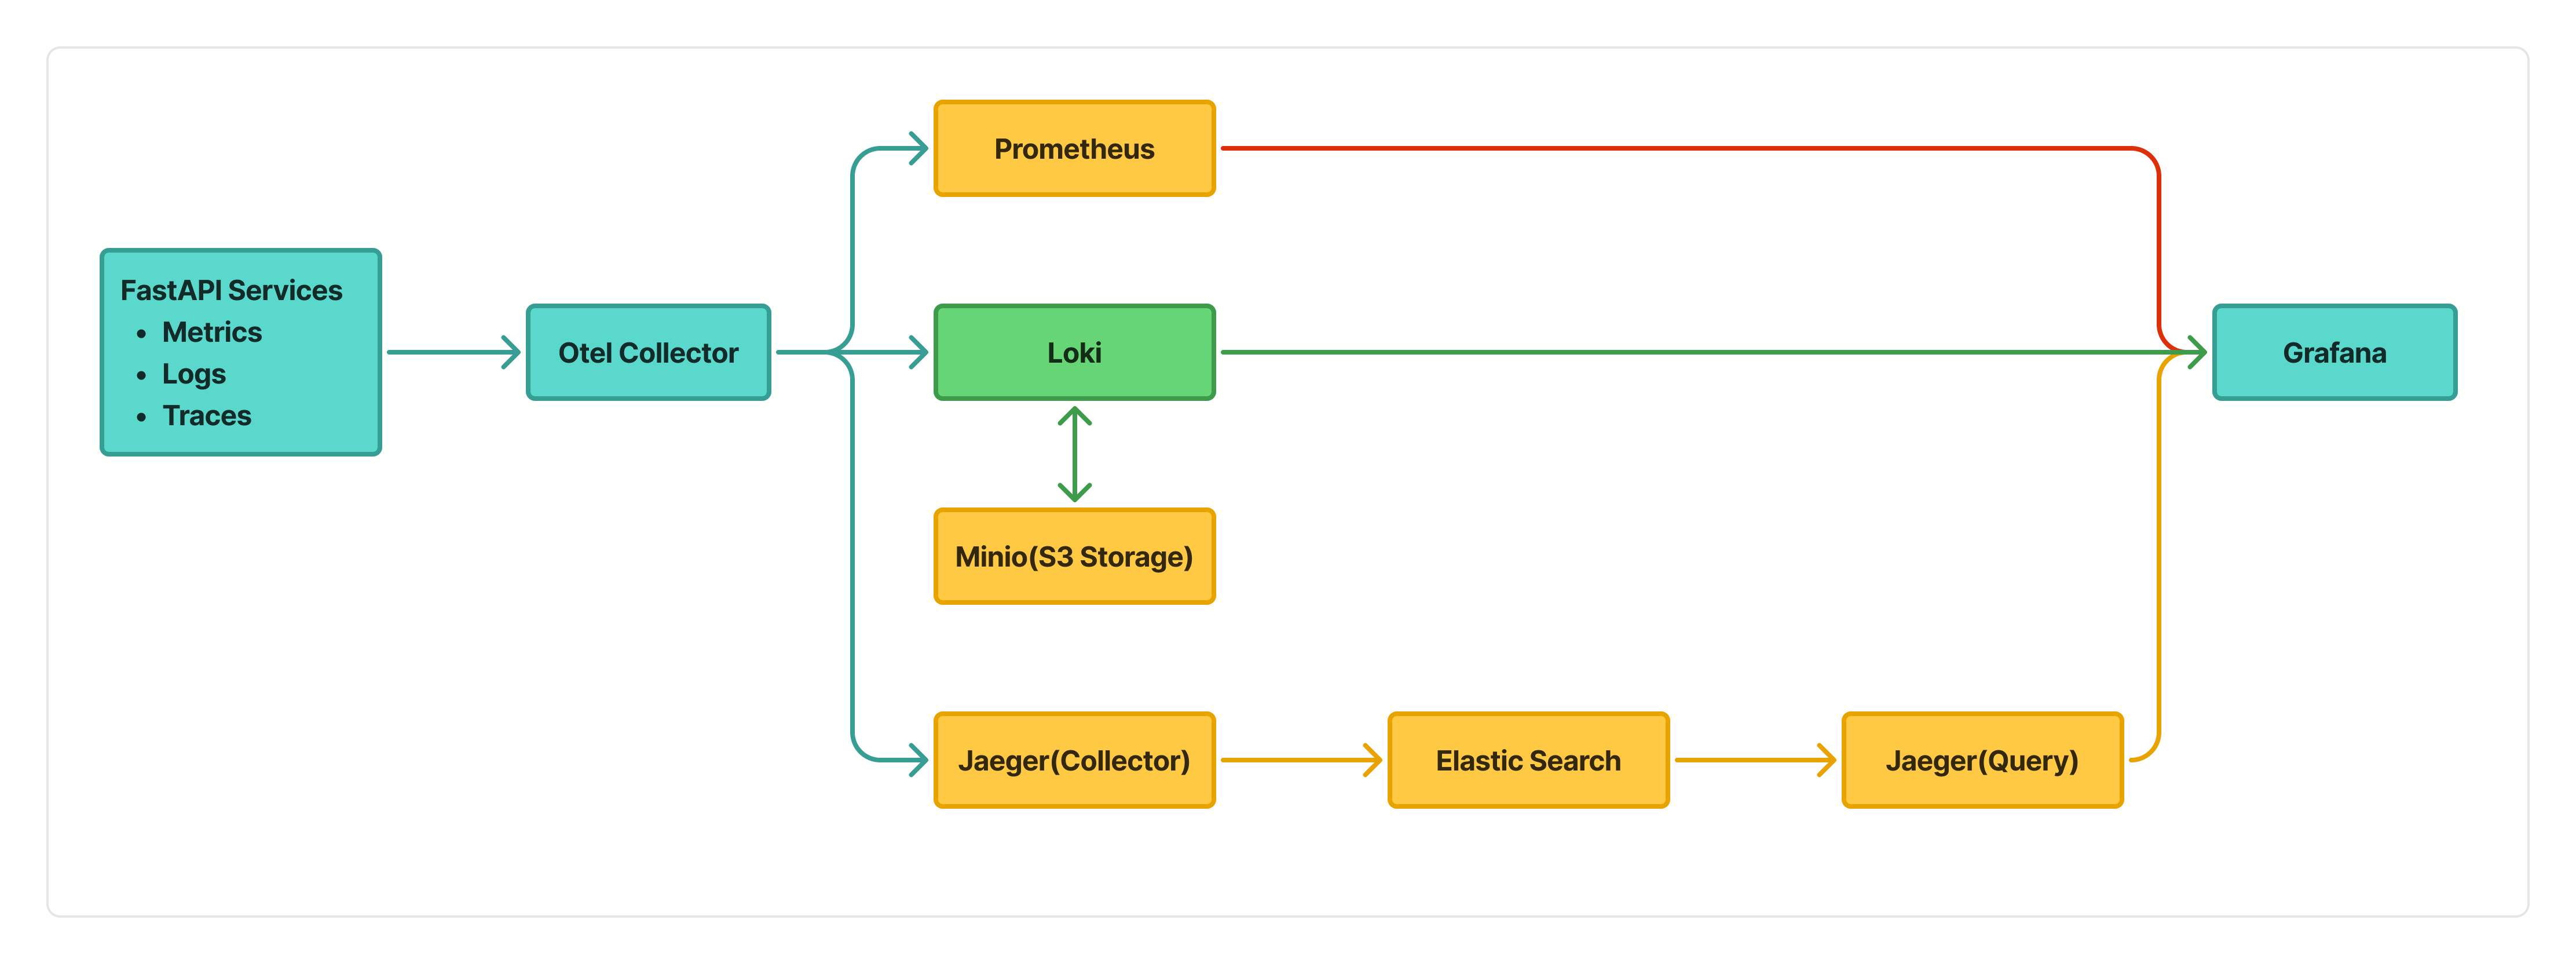 Prometheus
FastAPI Services
• Metrics
• Logs
• Traces
Otel Collector
Loki
Grafana
Minio(S3 Storage)
Jaeger(Collector)
Elastic Search
Jaeger(Query)